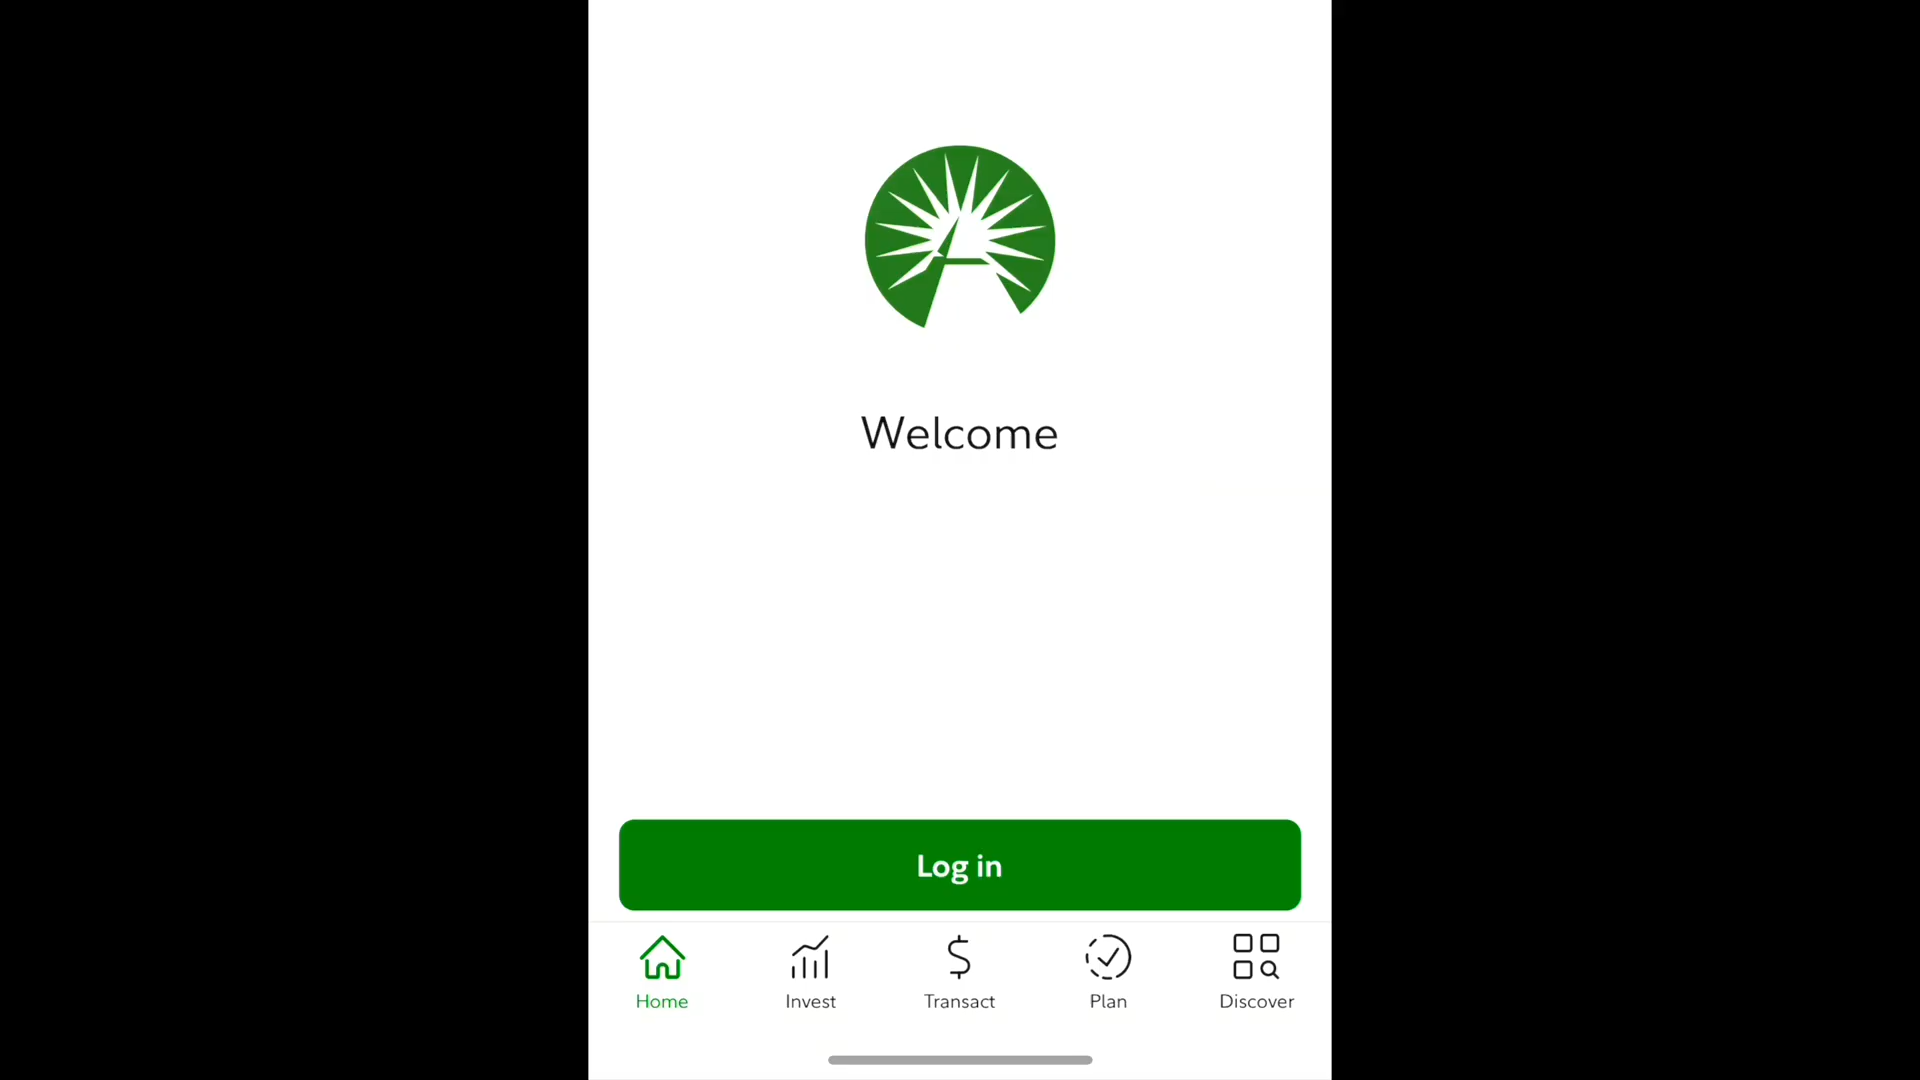 Welcome
Log in
Home
Invest
Transact
Plan
Discover